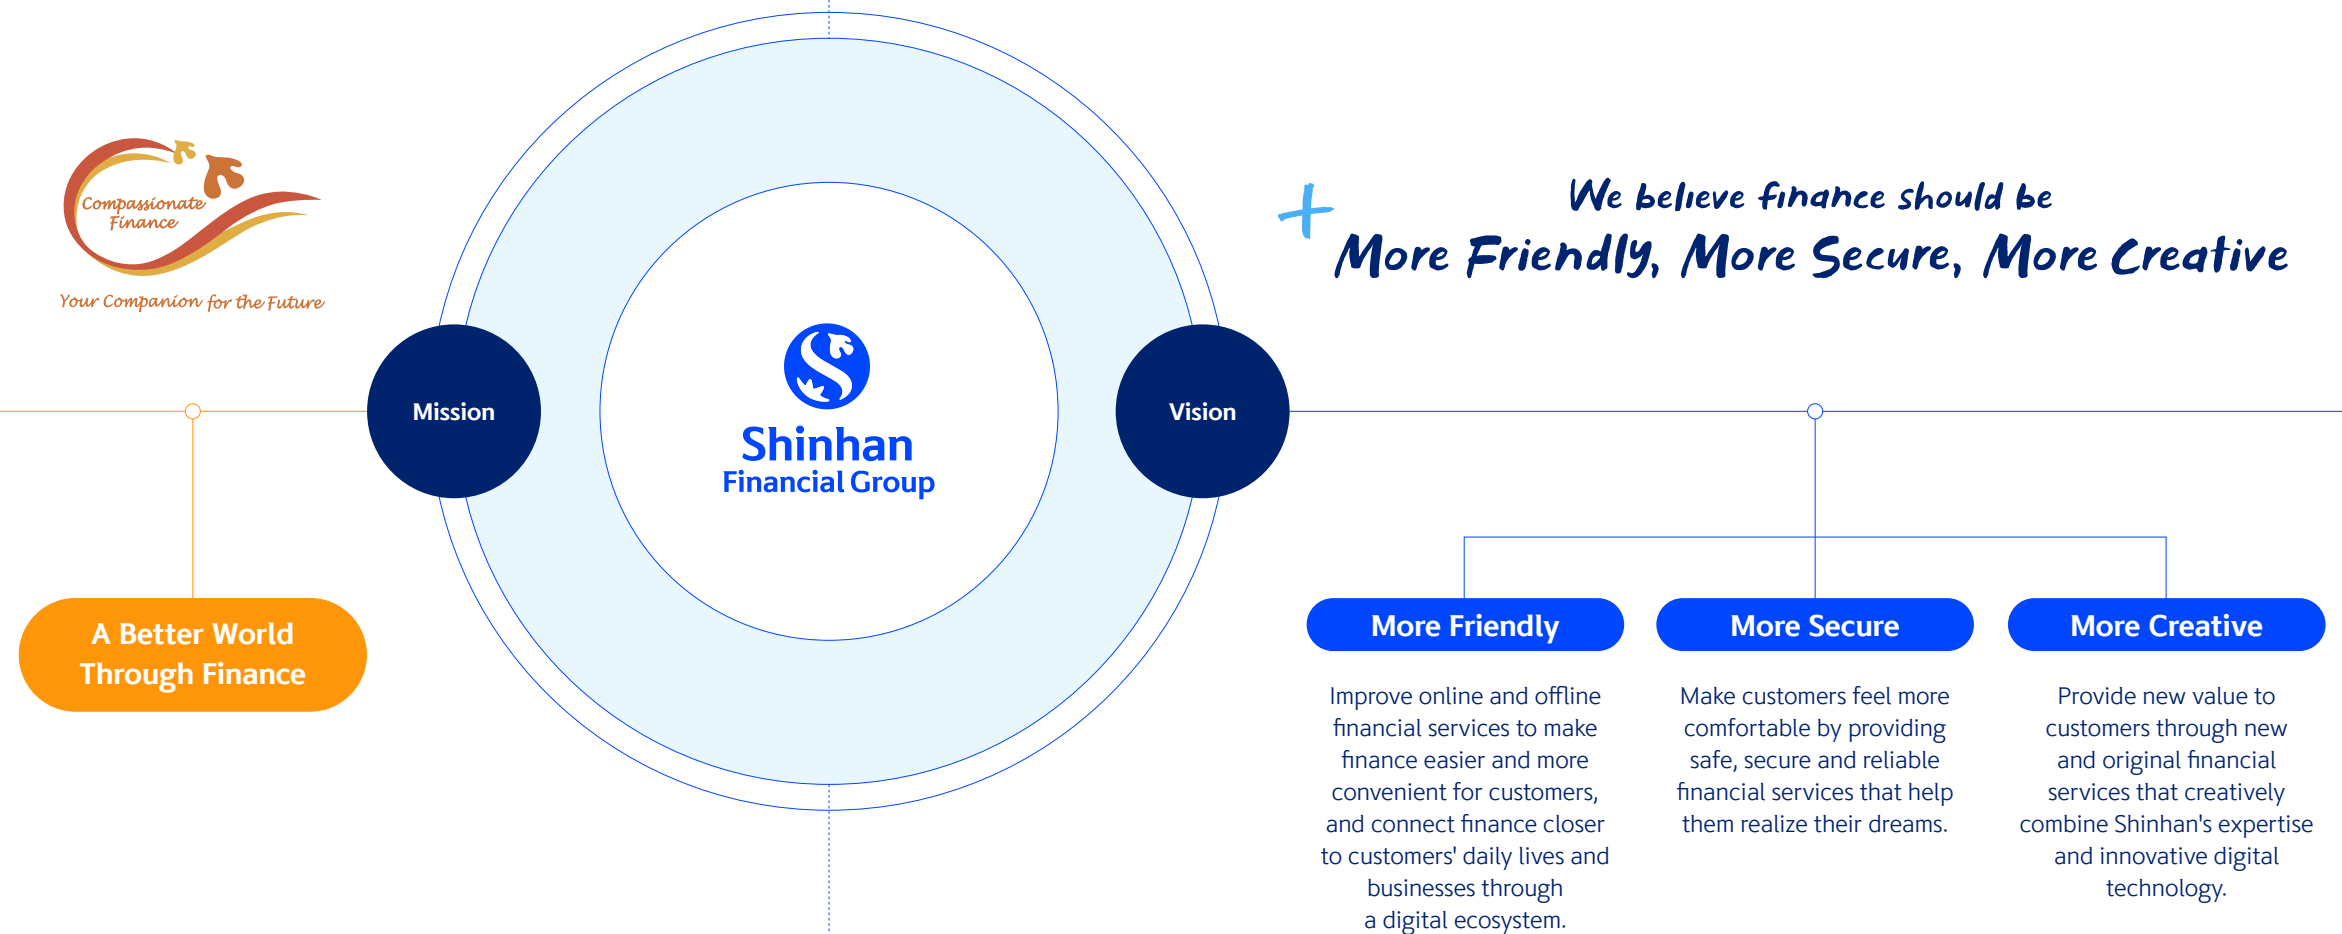 Compassionate
Finance
Your Companion for the Future
Mission
A Better World
Through Finance
Shinhan
Financial Group
Vision
We believe finance should be
More Friendly, More Secure, More Creative
More Friendly
Improve online and offline
financial services to make
finance easier and more
convenient for customers,
and connect finance closer
to customers' daily lives and
businesses through
a digital ecosystem.
More Secure
Make customers feel more
comfortable by providing
safe, secure and reliable
financial services that help
them realize their dreams.
More Creative
Provide new value to
customers through new
and original financial
services that creatively
combine Shinhan's expertise
and innovative digital
technology.